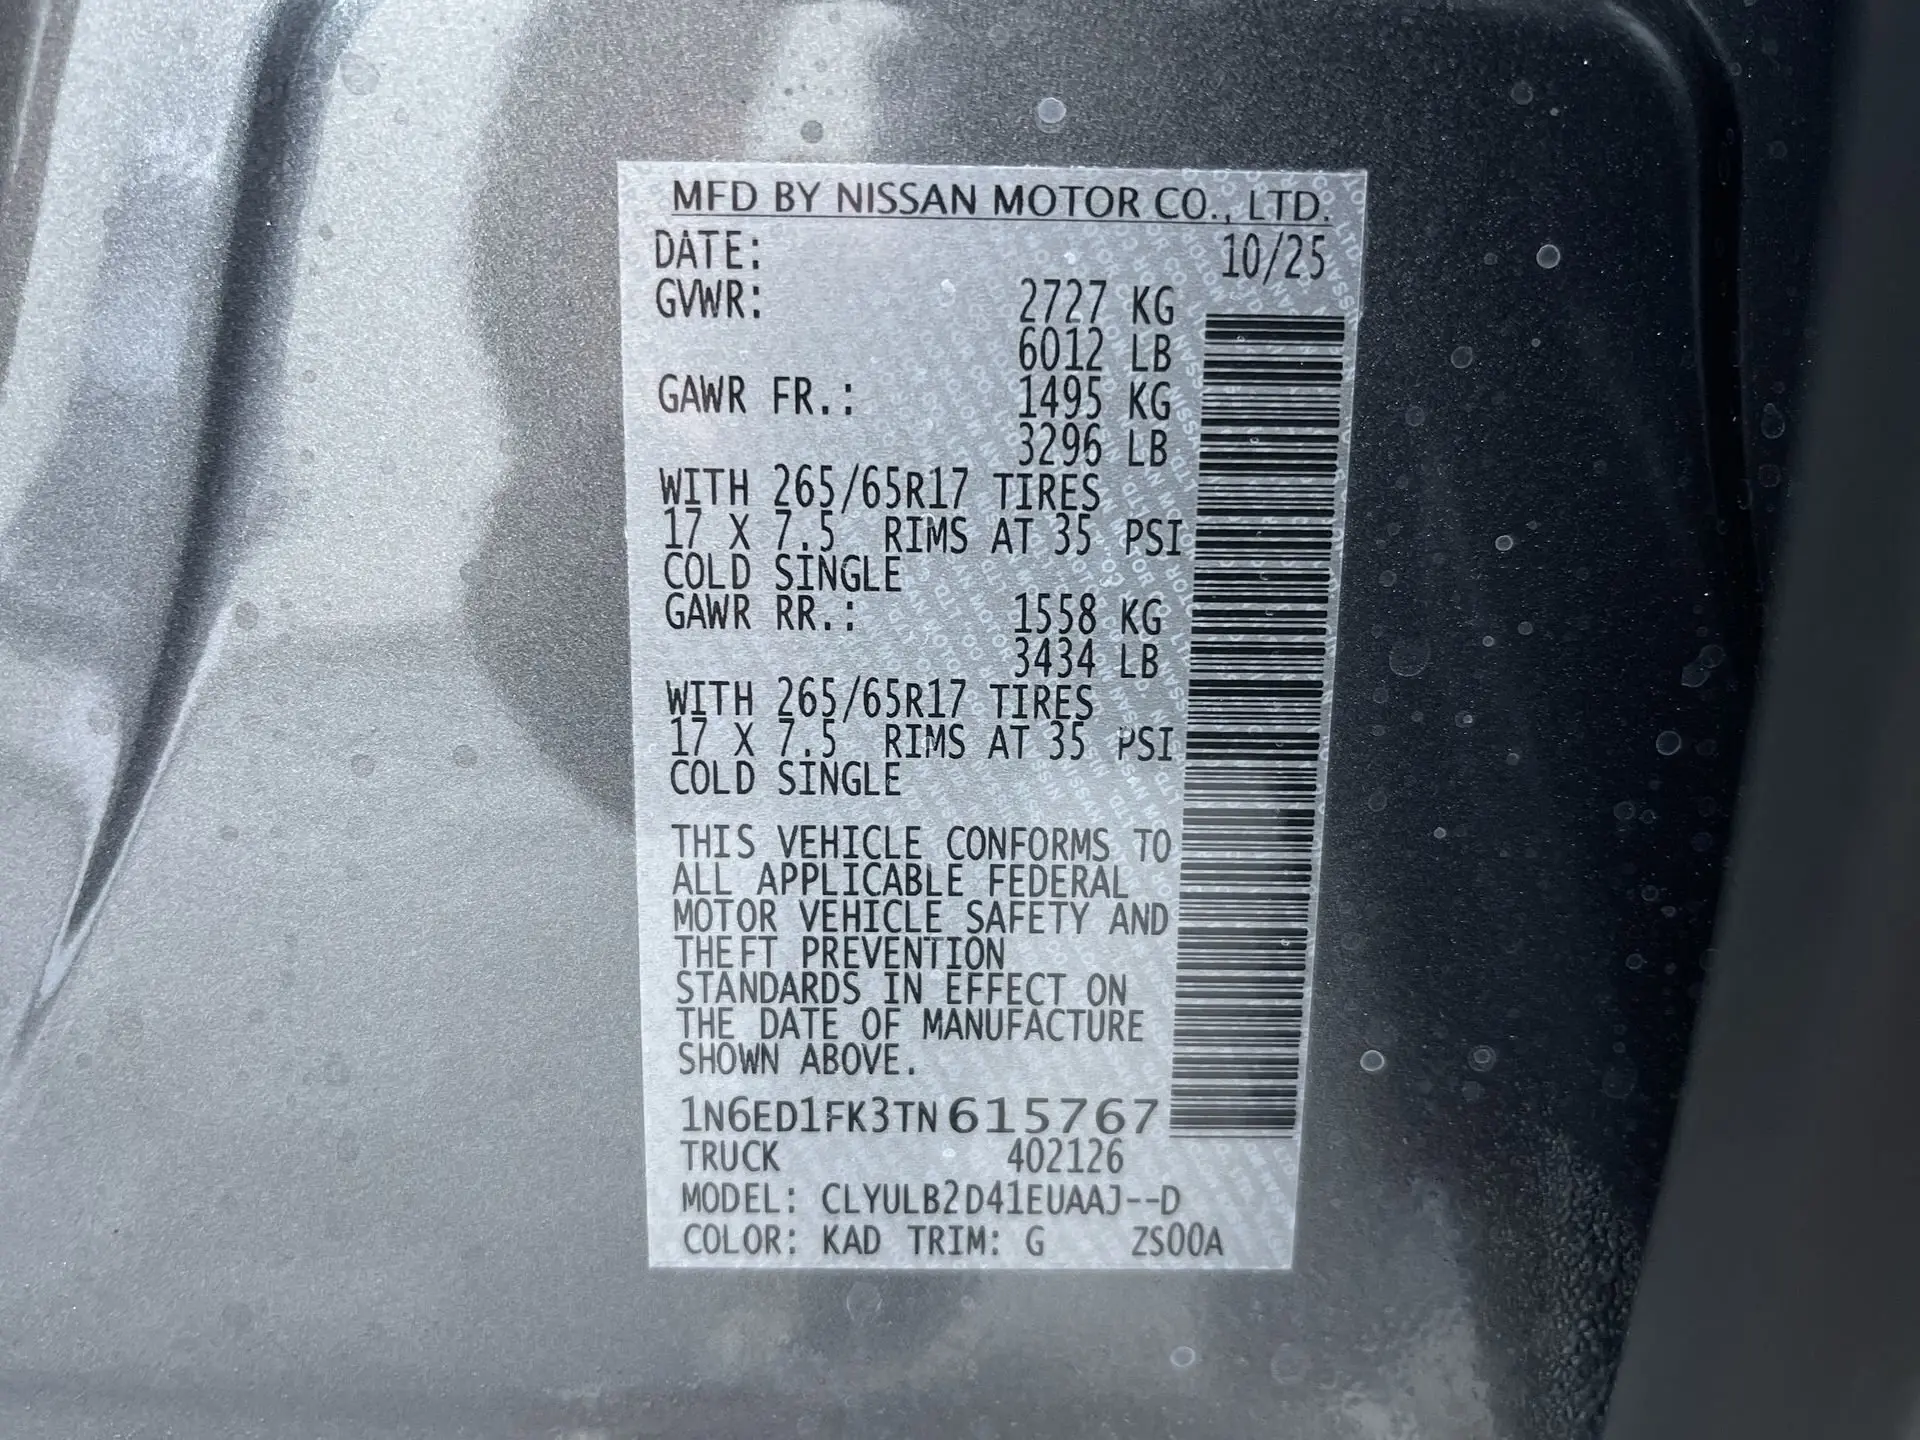 MFD BY NISSAN MOTOR CO., LTD.
DATE: 10/25
GVWR: 2727 KG
6012 LB
GAWR FR.: 1495 KG
3296 LB
WITH 265/65R17 TIRES
17 X 7.5 RIMS AT 35 PSI
COLD SINGLE
GAWR RR.: 1558 KG
3434 LB
WITH 265/65R17 TIRES
17 X 7.5 RIMS AT 35 PSI
COLD SINGLE
THIS VEHICLE CONFORMS TO
ALL APPLICABLE FEDERAL
MOTOR VEHICLE SAFETY AND
THEFT PREVENTION
STANDARDS IN EFFECT ON
THE DATE OF MANUFACTURE
SHOWN ABOVE.
1N6ED1FK3TN615767
TRUCK 402126
MODEL: CLYULB2D41EUAAJ--D
COLOR: KAD TRIM: G ZS00A